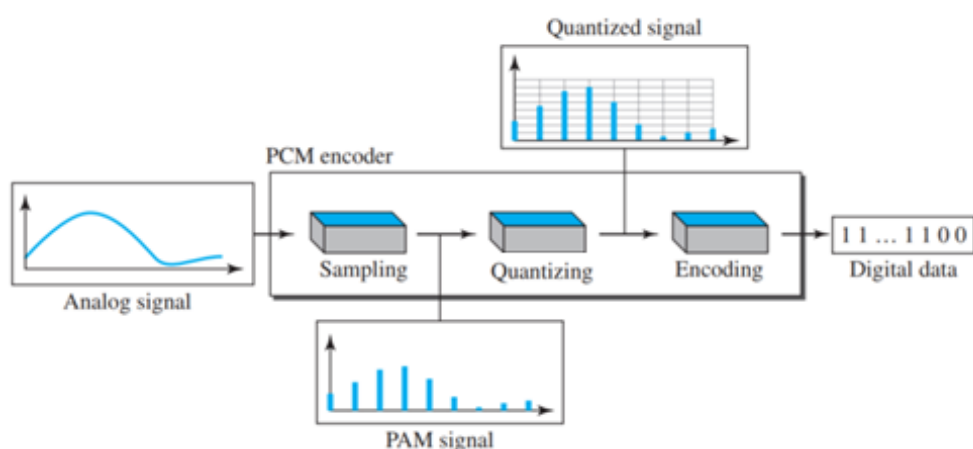 Quantized signal
PCM encoder
Sampling
Quantizing
Encoding
1 1 ... 1 1 0 0
Digital data
Analog signal
PAM signal